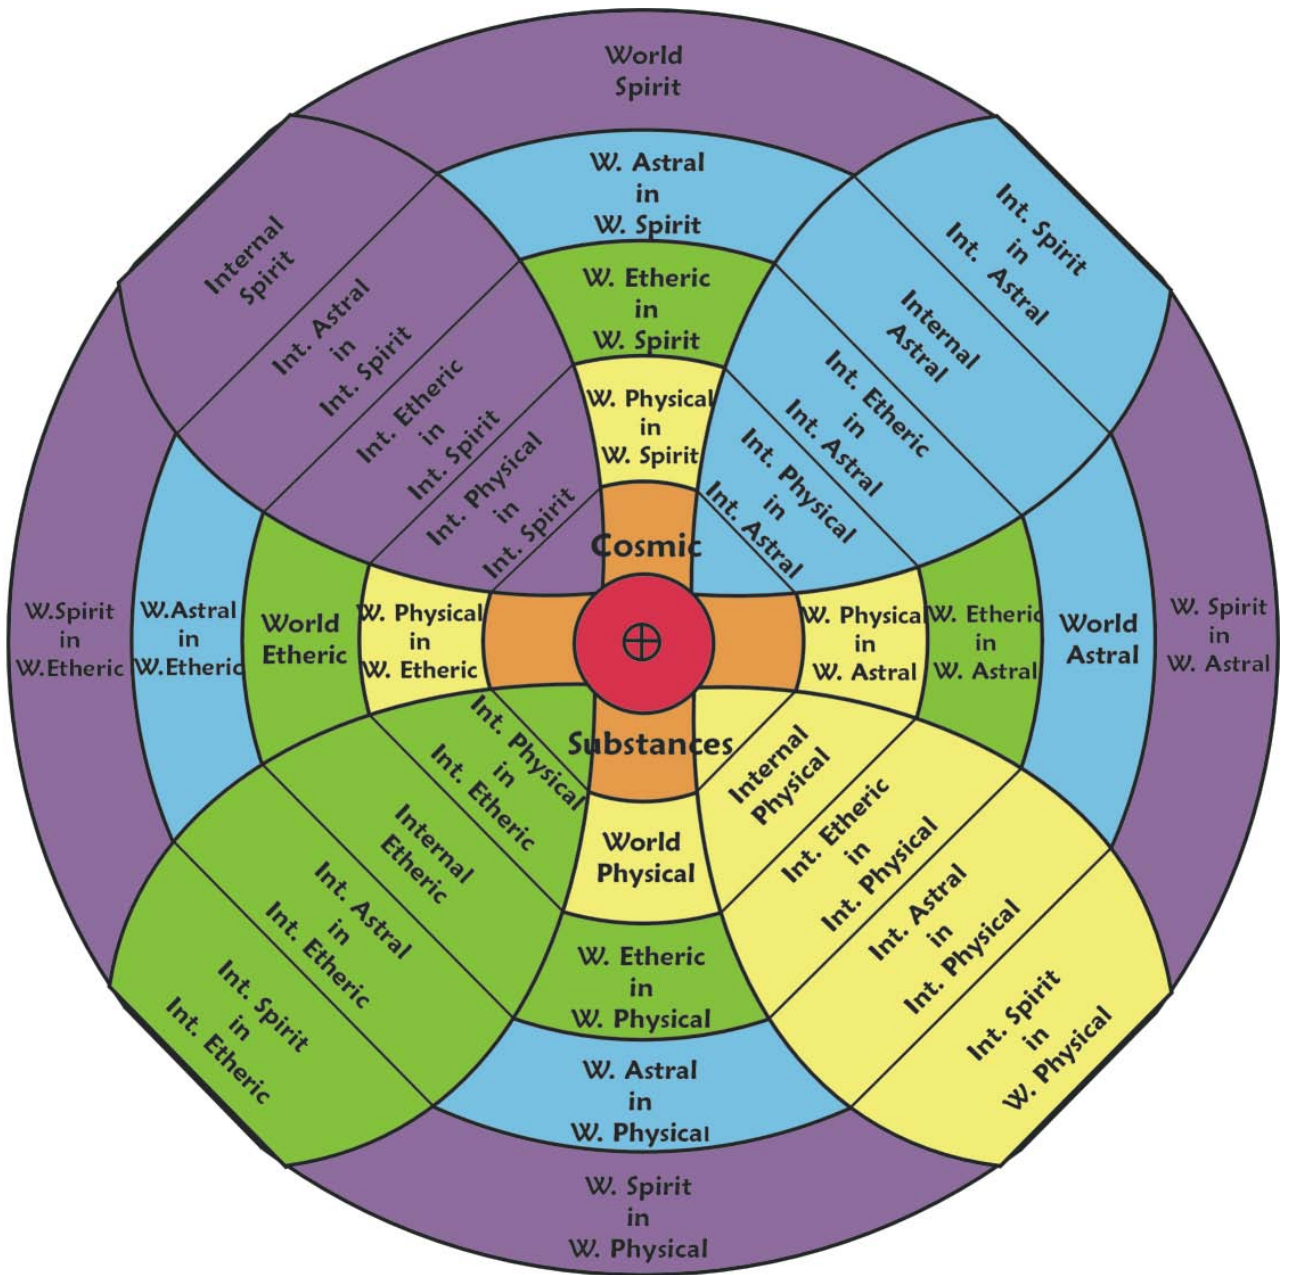 World
Spirit
W. Astral
in
W. Spirit
W. Etheric
in
W. Spirit
W. Physical
in
W. Spirit
Internal
Spirit
Int. Astral
in
Int. Spirit
Int. Etheric
in
Int. Spirit
Int. Physical
in
Int. Spirit
Int. Spirit
in
Int. Astral
Internal
Astral
Int. Etheric
in
Int. Astral
Int. Physical
in
Int. Astral
Cosmic
Substances
W.Spirit
in
W.Etheric
W.Astral
in
W.Etheric
World
Etheric
W. Physical
in
W. Etheric
W. Physical
in
W. Astral
W. Etheric
in
W. Astral
World
Astral
W. Spirit
in
W. Astral
Int. Physical
in
Int. Etheric
Internal
Etheric
Int. Astral
in
Int. Etheric
Int. Spirit
in
Int. Etheric
Internal
Physical
Int. Etheric
in
Int. Physical
Int. Astral
in
Int. Physical
Int. Spirit
in
W. Physical
World
Physical
W. Etheric
in
W. Physical
W. Astral
in
W. Physical
W. Spirit
in
W. Physical